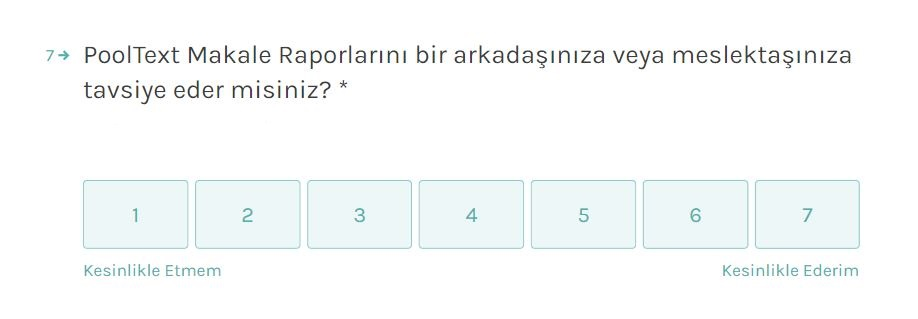 7→ PoolText Makale Raporlarını bir arkadaşınıza veya meslektaşınıza
tavsiye eder misiniz? *
1 2 3 4 5 6 7
Kesinlikle Etmem Kesinlikle Ederim